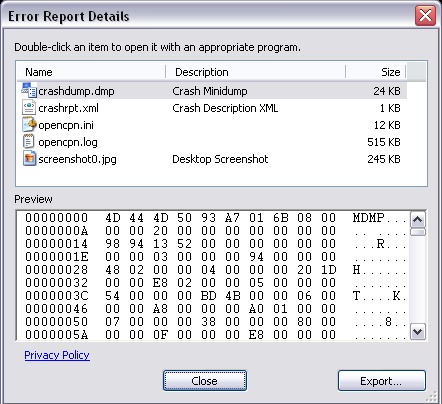 Error Report Details
Double-click an item to open it with an appropriate program.
Name Description Size
crashdump.dmp Crash Minidump 24 KB
crashrpt.xml Crash Description XML 1 KB
opencpn.ini 12 KB
opencpn.log 515 KB
screenshot0.jpg Desktop Screenshot 245 KB
Preview
00000000 4D 44 4D 50 93 A7 01 6B 08 00 MDMP...
0000000A 00 00 20 00 00 00 00 00 00 00 .. .......
00000014 98 94 13 52 00 00 00 00 00 00 ...R...
0000001E 00 00 03 00 00 00 94 00 00 00 .......
00000028 48 02 00 00 04 00 00 00 20 1D H.......
00000032 00 00 E8 02 00 00 05 00 00 00 .......
0000003C 54 00 00 00 BD 4B 00 00 06 00 T....K..
00000046 00 00 A8 00 00 00 A0 01 00 00 .......
00000050 07 00 00 00 38 00 00 00 80 00 ....8..
0000005A 00 00 0F 00 00 00 E8 00 00 00 .......
Privacy Policy
Close Export...